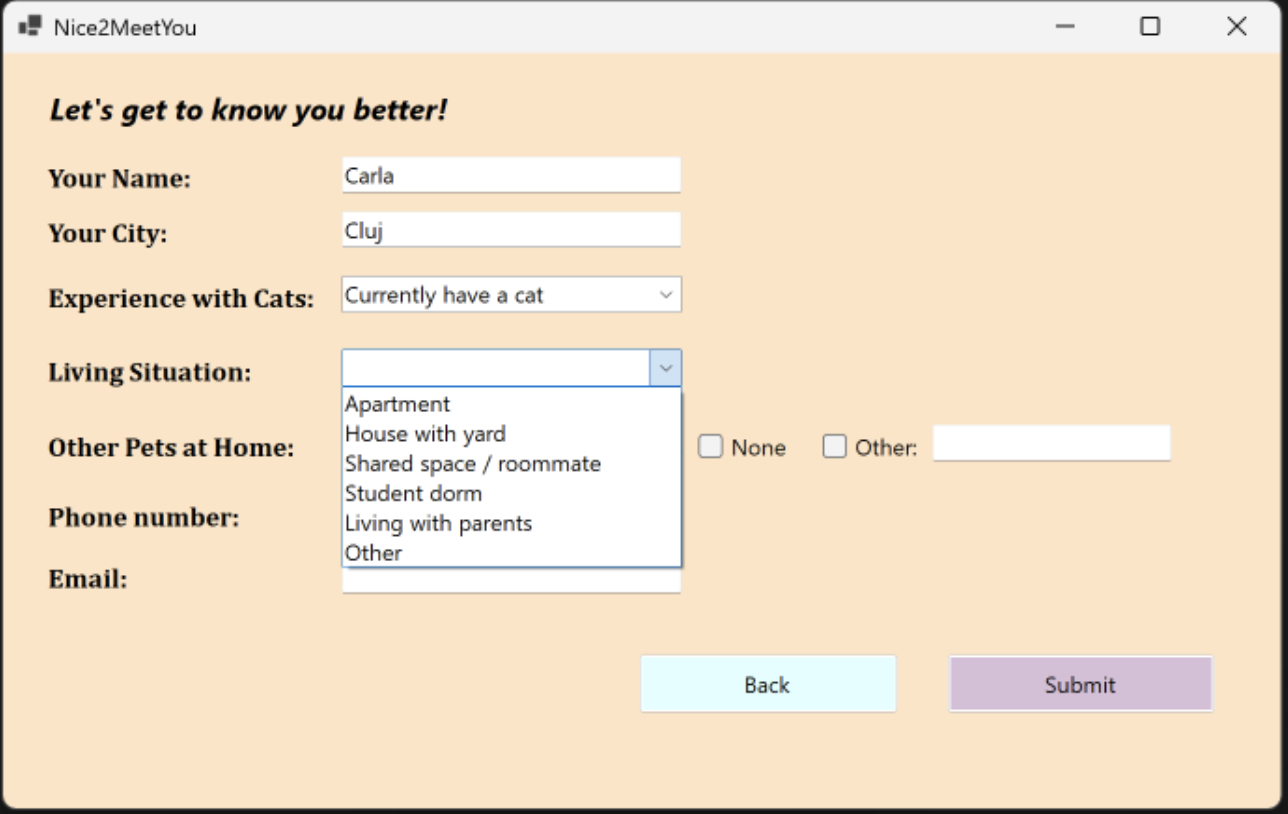 Nice2MeetYou
Let's get to know you better!
Your Name: Carla
Your City: Cluj
Experience with Cats: Currently have a cat
Living Situation:
Apartment
House with yard
Other Pets at Home: None Other:
Shared space / roommate
Student dorm
Phone number:
Living with parents
Other
Email:
Back Submit